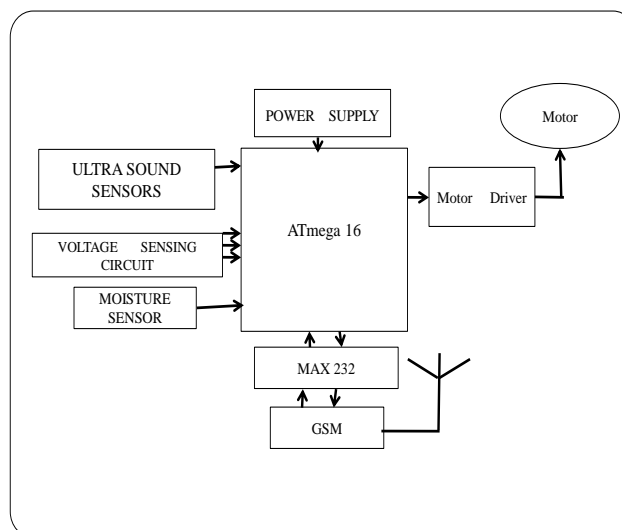 POWER SUPPLY
Motor
ULTRA SOUND
SENSORS
Motor Driver
ATmega 16
VOLTAGE SENSING
CIRCUIT
MOISTURE
SENSOR
MAX 232
GSM